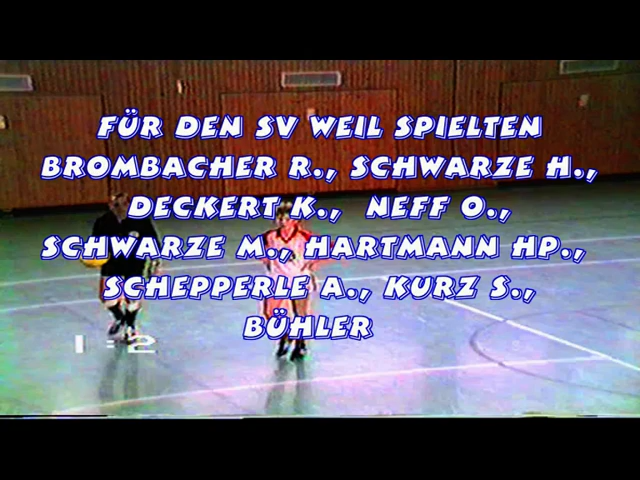 FÜR DEN SV WEIL SPIELTEN
BROMBACHER R., SCHWARZE H.,
DECKERT K., NEFF O.,
SCHWARZE M., HARTMANN HP.,
SCHEPPERLE A., KURZ S.,
BÜHLER
1:2